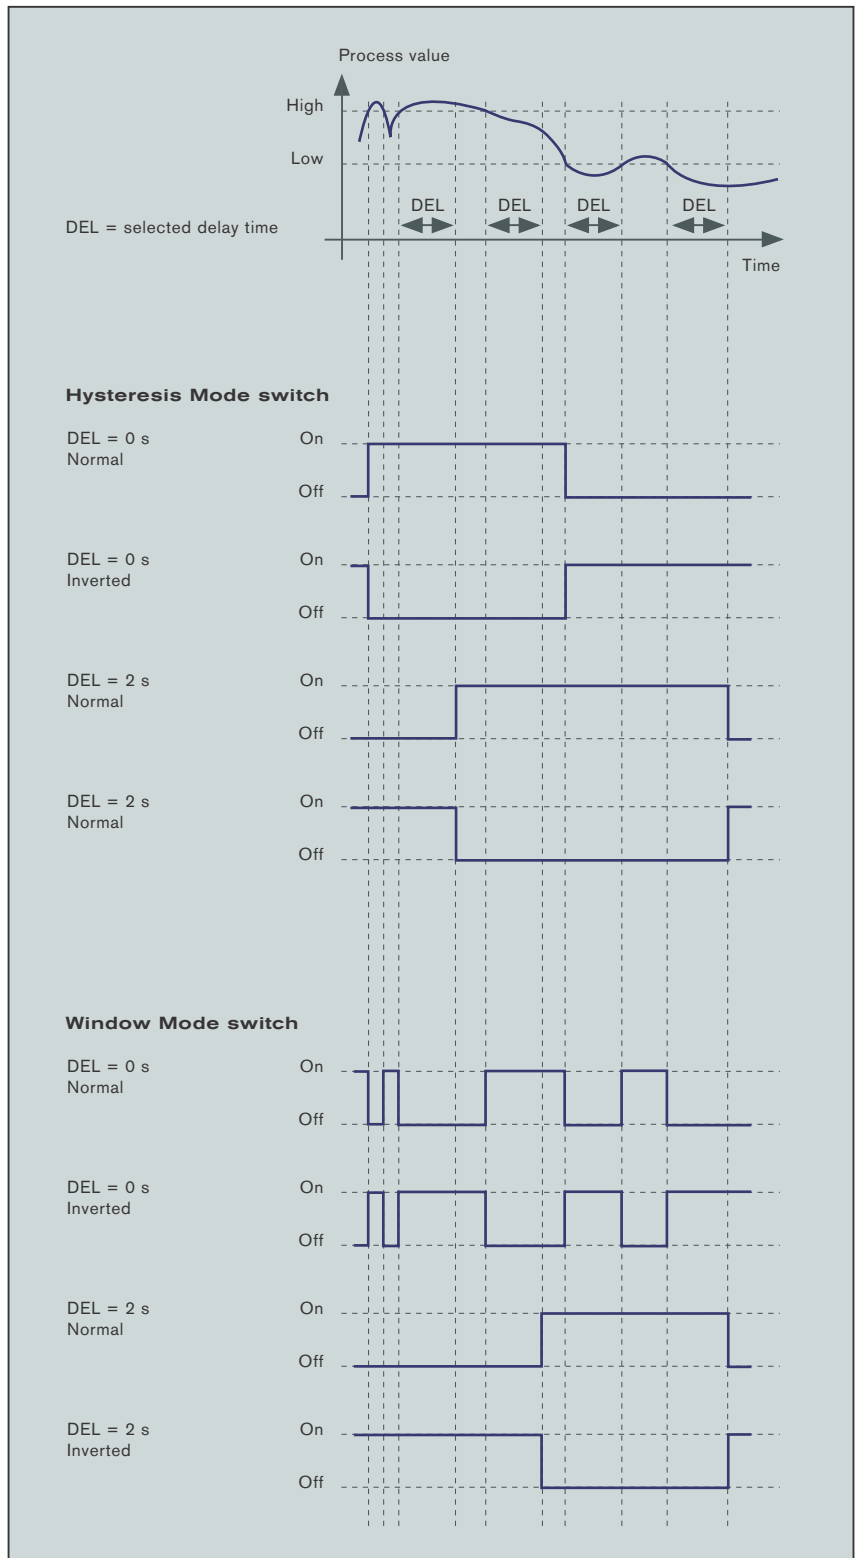 Process value
High
Low
DEL DEL DEL DEL
DEL = selected delay time
Time
Hysteresis Mode switch
DEL = 0 s On
Normal
Off
DEL = 0 s On
Inverted
Off
DEL = 2 s On
Normal
Off
DEL = 2 s On
Normal
Off
Window Mode switch
DEL = 0 s On
Normal
Off
DEL = 0 s On
Inverted
Off
DEL = 2 s On
Normal
Off
DEL = 2 s On
Inverted
Off